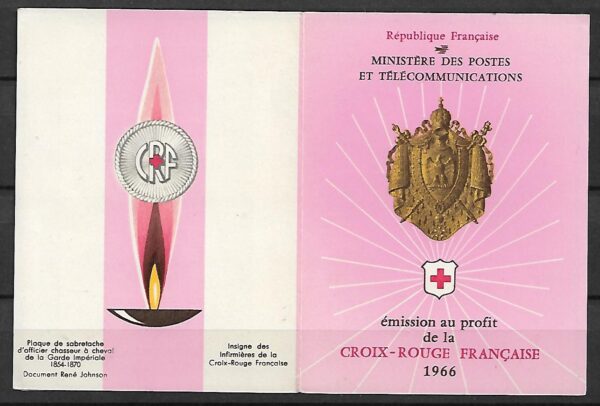 CRF
Plaque de sabretache
d'officier chasseur à cheval
de la Garde Impériale
1854-1870
Document René Johnson
Insigne des
infirmières de la
Croix-Rouge Française
République Française
MINISTÈRE DES POSTES
ET TÉLÉCOMMUNICATIONS
émission au profit
de la
CROIX-ROUGE FRANÇAISE
1966